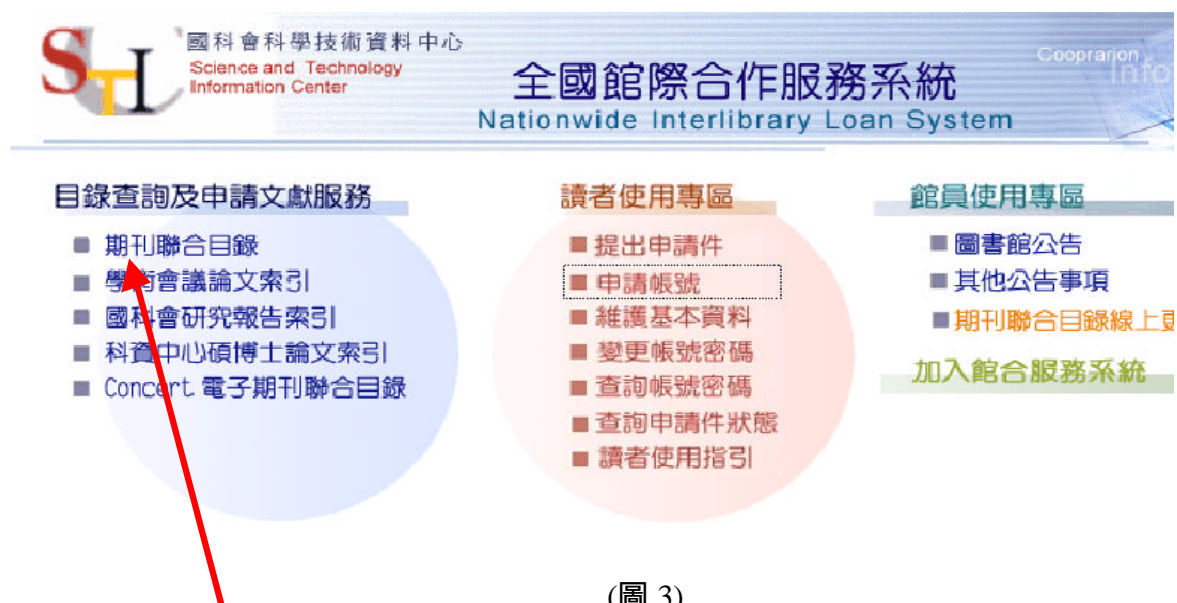 STI
國科會科學技術資料中心
Science and Technology
Information Center
全國館際合作服務系統
Nationwide Interlibrary Loan System
Cooprarion
Info
目錄查詢及申請文獻服務
期刊聯合目錄
學術會議論文索引
國科會研究報告索引
科資中心碩博士論文索引
Concert 電子期刊聯合目錄
讀者使用專區
提出申請件
申請帳號
維護基本資料
變更帳號密碼
查詢帳號密碼
查詢申請件狀態
讀者使用指引
館員使用專區
圖書館公告
其他公告事項
期刊聯合目錄線上更
加入館合服務系統
(圖 3)